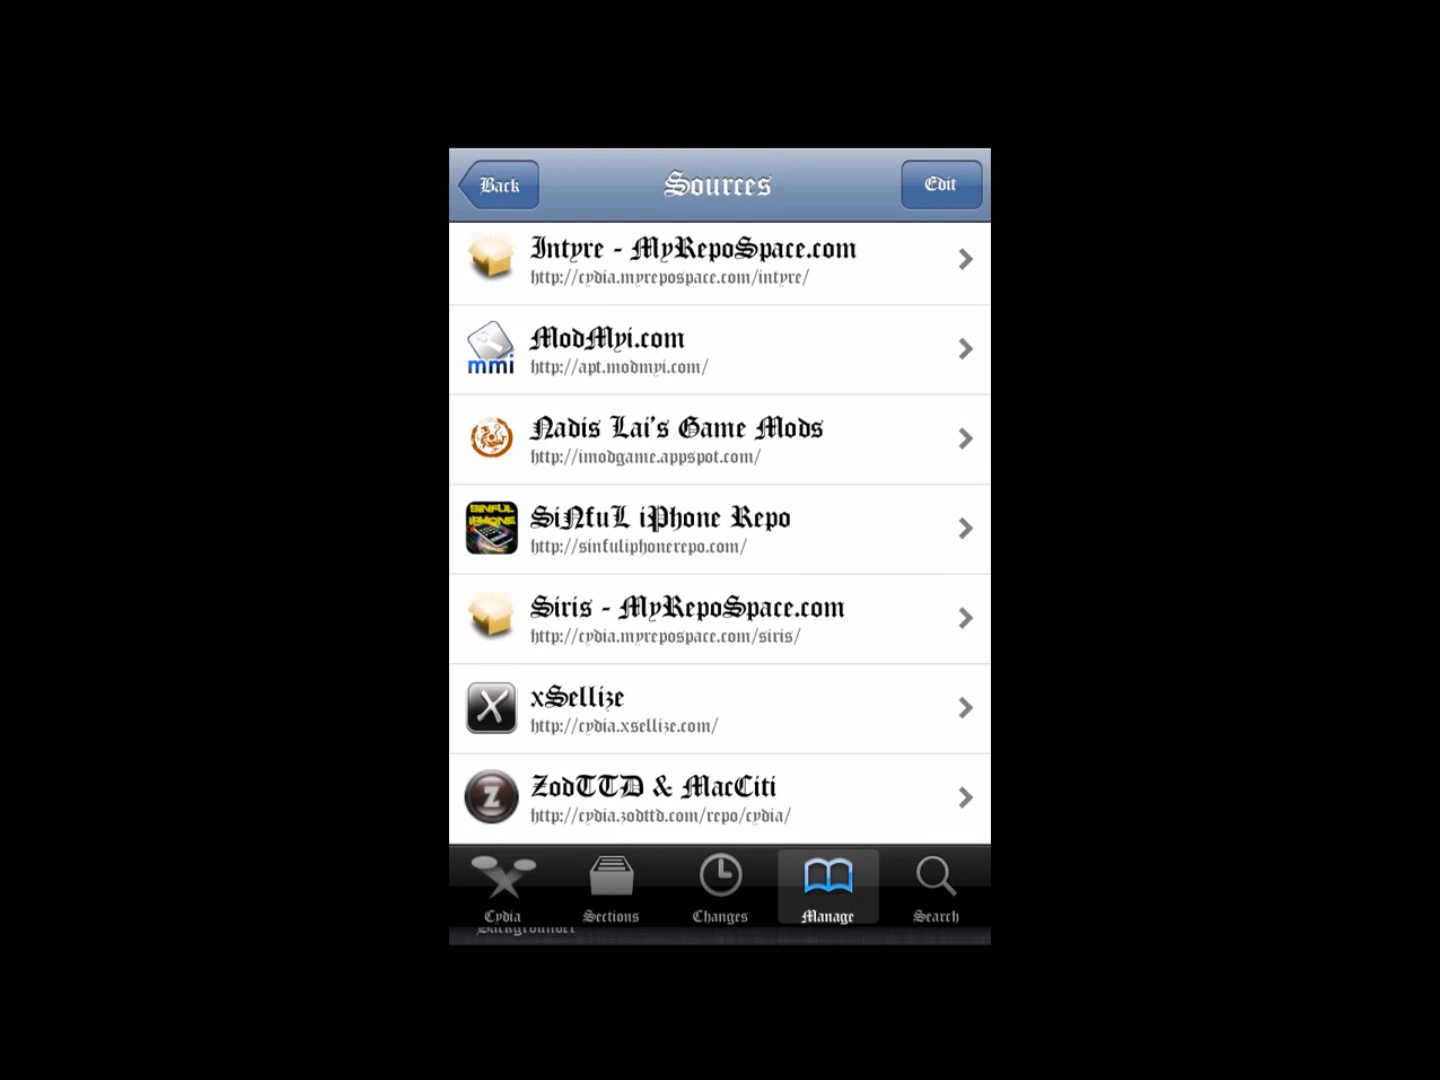 Back
Sources
Edit
Intyre - MyRepoSpace.com
http://cydia.myrepospace.com/intyre/
mmi
ModMyi.com
http://apt.modmyi.com/
Nadis Lai's Game Mods
http://imodgame.appspot.com/
SINFUL
IPHONE
SiNfuL iPhone Repo
http://sinfuliphonerepo.com/
Siris - MyRepoSpace.com
http://cydia.myrepospace.com/siris/
X
xSellize
http://cydia.xsellize.com/
Z
ZodTTD & MacCiti
http://cydia.zodttd.com/repo/cydia/
Cydia
Sections
Changes
Manage
Search
Backgrounder